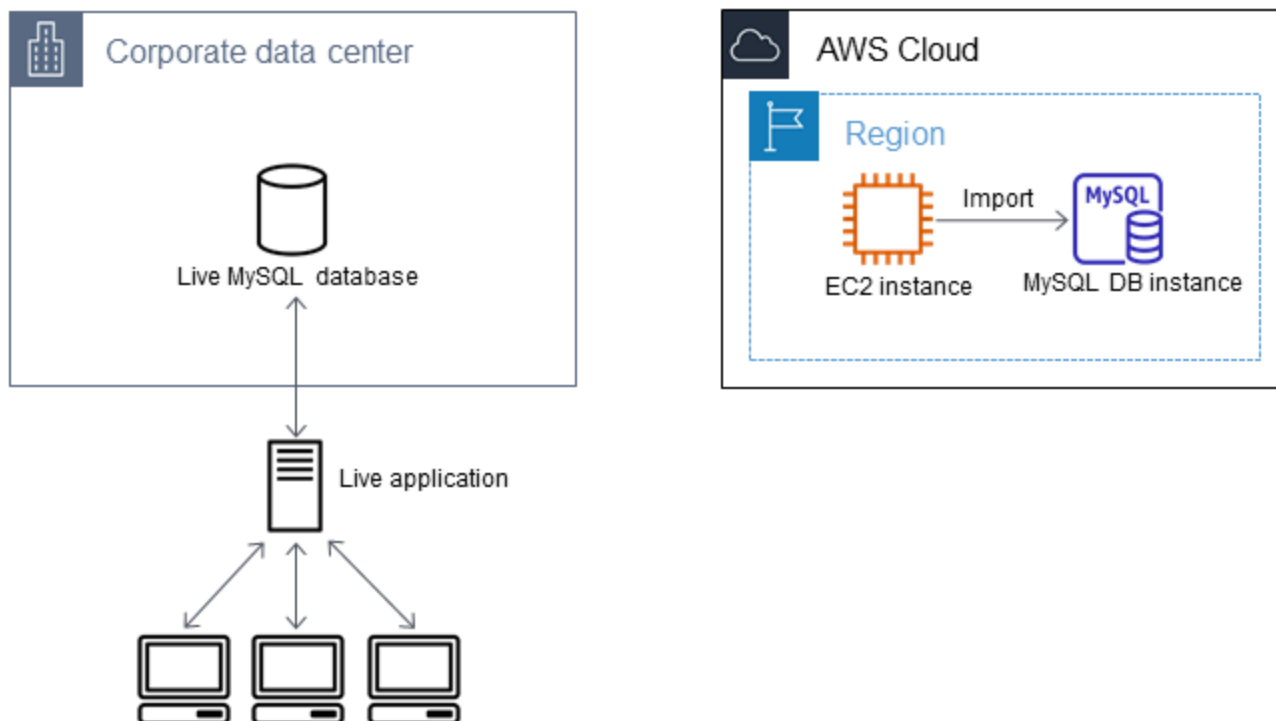 Corporate data center
Live MySQL database
Live application
AWS Cloud
Region
Import
MySQL
EC2 instance
MySQL DB instance